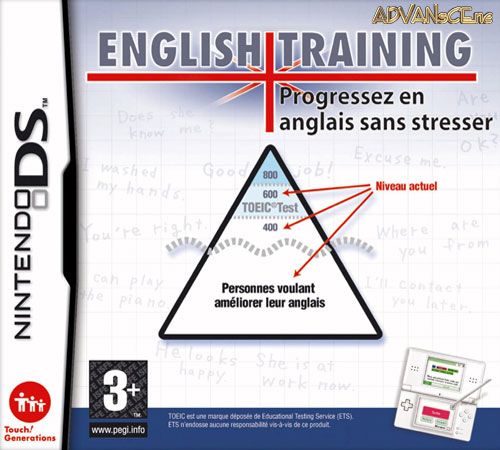 ADVANsCEne
ENGLISH TRAINING
Progressez en
anglais sans stresser
NINTENDO DS™
Does she
know me?
Are
you
OK?
Excuse me.
Good job!
I washed
my hands.
800
600
TOEIC® Test
400
Niveau actuel
You're right.
Where are
you from
Personnes voulant
améliorer leur anglais
can play
the piano
I'll contact
you later.
He looks
happy.
She is at
work now.
3+
™
www.pegi.info
Touch!
Generations
TOEIC est une marque déposée de Educational Testing Service (ETS).
ETS n'endosse aucune responsabilité vis-à-vis de ce produit.